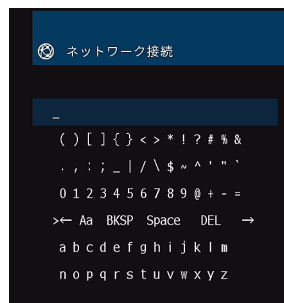 ネットワーク接続
_
( ) [ ] { } < > * ! ? # % &
. , : ; _ | / \ $ ~ ^ ' " `
0 1 2 3 4 5 6 7 8 9 @ + - =
>← Aa BKSP Space DEL →
a b c d e f g h i j k l m
n o p q r s t u v w x y z